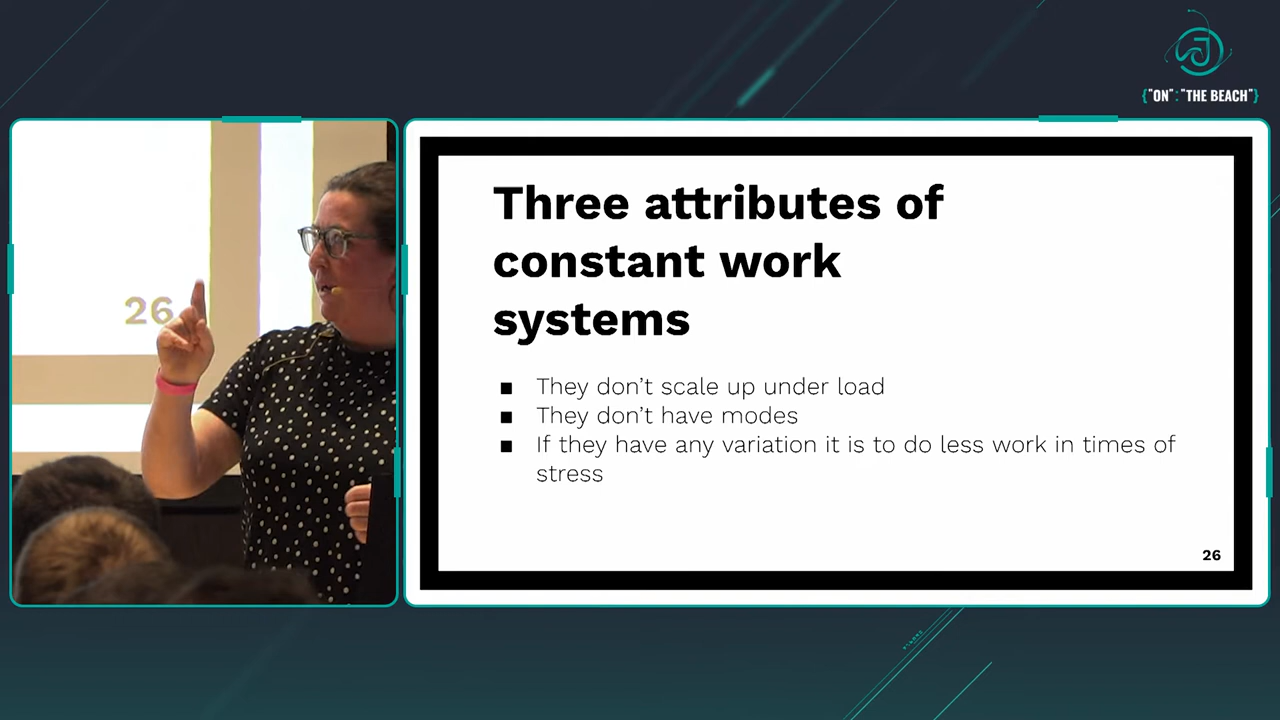 {"ON":"THE BEACH"}
26
Three attributes of
constant work
systems
▪ They don't scale up under load
▪ They don't have modes
▪ If they have any variation it is to do less work in times of
stress
26